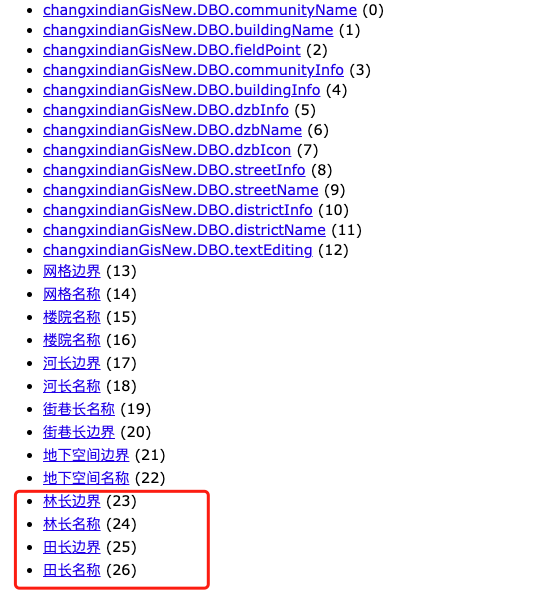 changxindianGisNew.DBO.communityName (0)
changxindianGisNew.DBO.buildingName (1)
changxindianGisNew.DBO.fieldPoint (2)
changxindianGisNew.DBO.communityInfo (3)
changxindianGisNew.DBO.buildingInfo (4)
changxindianGisNew.DBO.dzbInfo (5)
changxindianGisNew.DBO.dzbName (6)
changxindianGisNew.DBO.dzbIcon (7)
changxindianGisNew.DBO.streetInfo (8)
changxindianGisNew.DBO.streetName (9)
changxindianGisNew.DBO.districtInfo (10)
changxindianGisNew.DBO.districtName (11)
changxindianGisNew.DBO.textEditing (12)
网格边界 (13)
网格名称 (14)
楼院名称 (15)
楼院名称 (16)
河长边界 (17)
河长名称 (18)
街巷长名称 (19)
街巷长边界 (20)
地下空间边界 (21)
地下空间名称 (22)
林长边界 (23)
林长名称 (24)
田长边界 (25)
田长名称 (26)